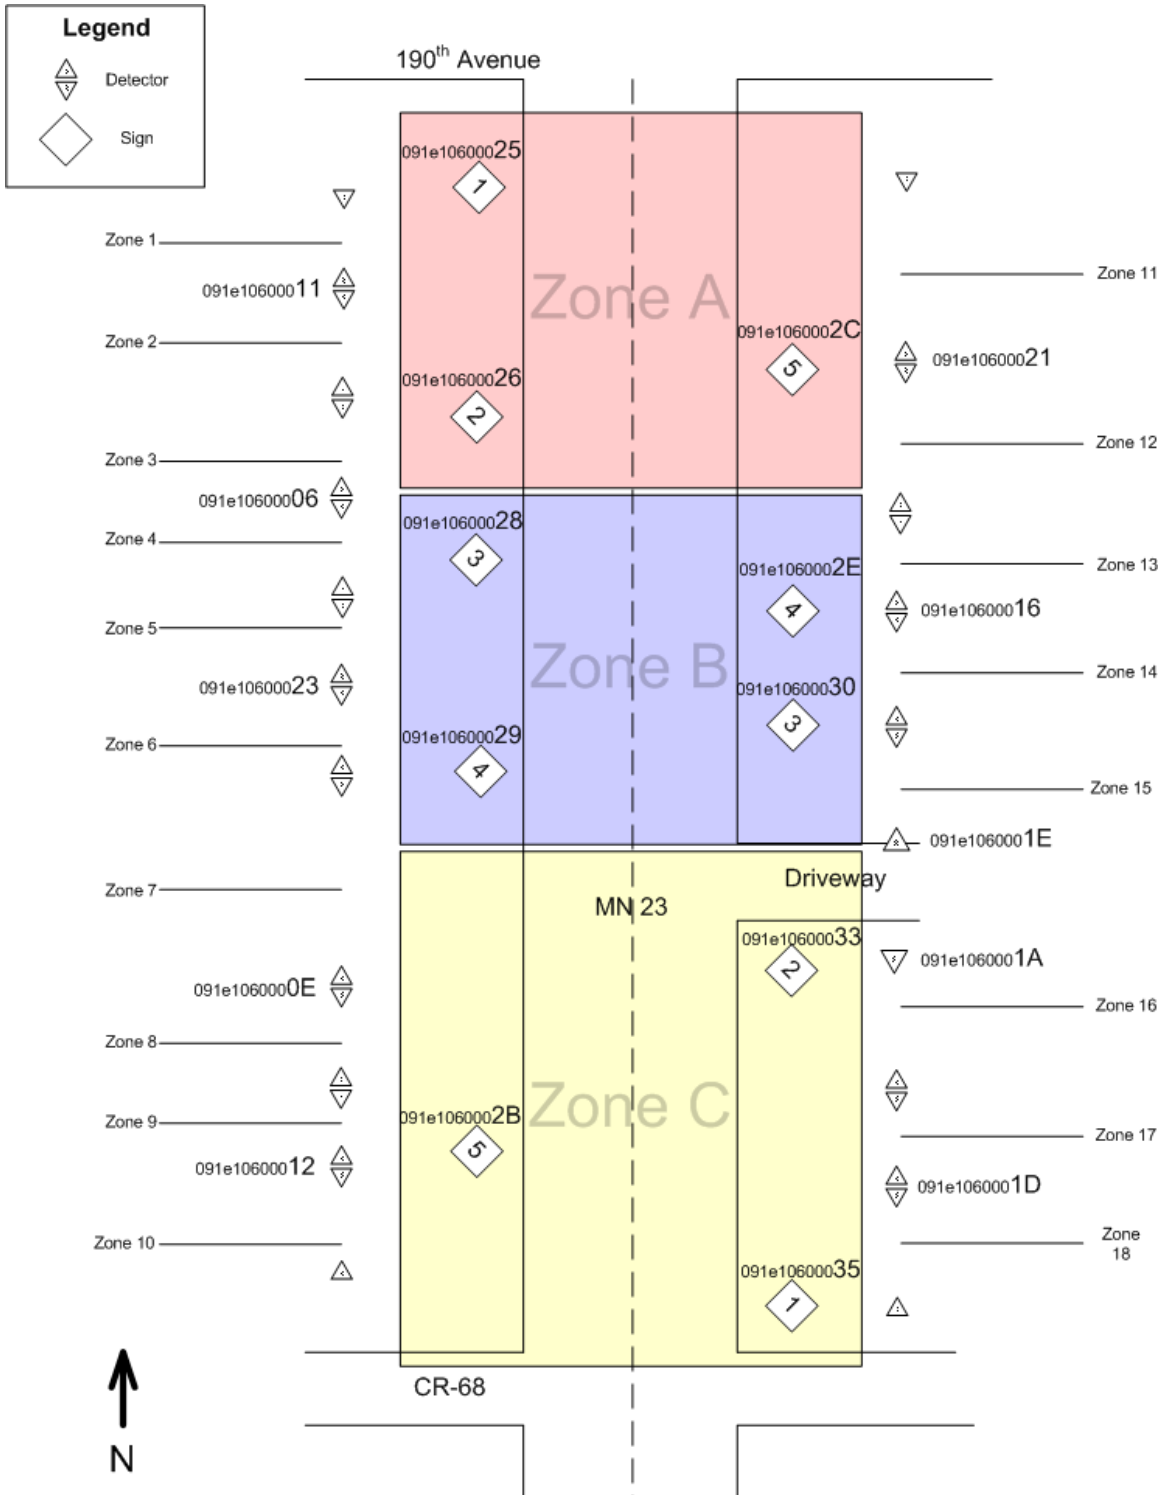 Legend
Detector
Sign
190th Avenue
091e10600025
1
Zone 1
Zone 11
091e10600011
Zone A
091e1060002C
Zone 2
5
091e10600021
091e10600026
2
Zone 12
Zone 3
091e10600006
091e10600028
Zone 4
3
Zone 13
091e1060002E
4
091e10600016
Zone 5
Zone B
Zone 14
091e10600023
091e10600030
3
091e10600029
Zone 6
4
Zone 15
091e1060001E
Driveway
Zone 7
MN 23
091e10600033
2
091e1060001A
091e1060000E
Zone 16
Zone 8
Zone C
091e1060002B
Zone 9
Zone 17
5
091e10600012
091e1060001D
Zone 10
Zone
18
091e10600035
1
CR-68
N